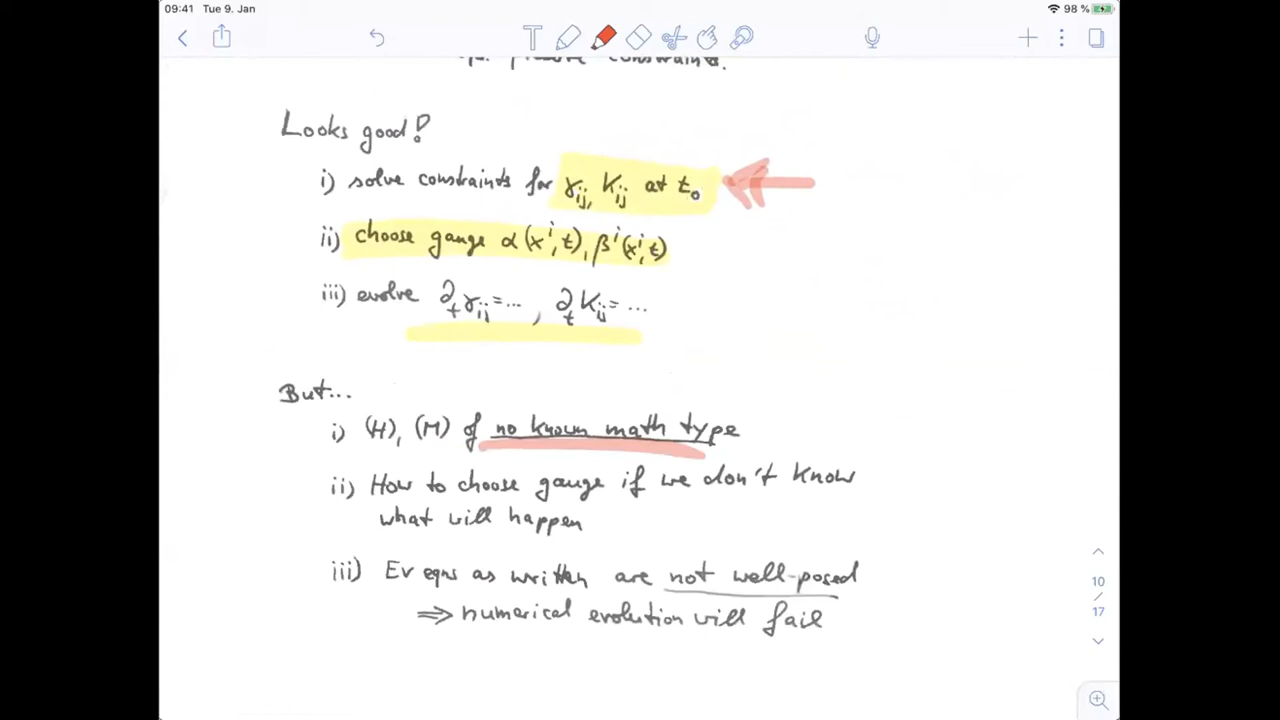 09:41 Tue 9. Jan
98 %
T
constraints.
Looks good!
i) solve constraints for γij, Kij at t₀
ii) choose gauge α(xⁱ,t), βⁱ(xⁱ,t)
iii) evolve ∂ₜγij=..., ∂ₜKij=...
But...
i) (H), (M) of no known math type
ii) How to choose gauge if we don't know
what will happen
iii) Ev eqns as written are not well-posed
⇒ numerical evolution will fail
10
/
17